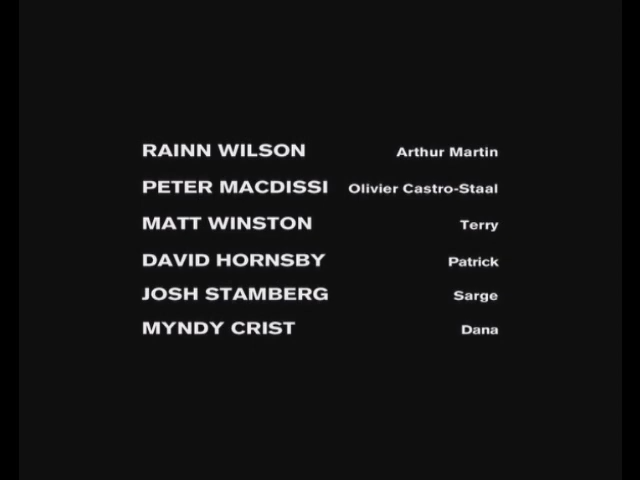 RAINN WILSON Arthur Martin
PETER MACDISSI Olivier Castro-Staal
MATT WINSTON Terry
DAVID HORNSBY Patrick
JOSH STAMBERG Sarge
MYNDY CRIST Dana